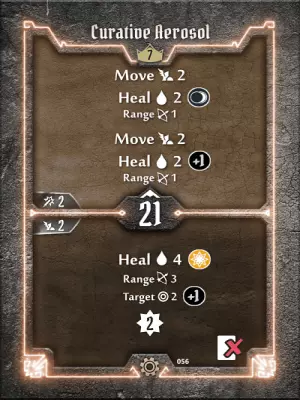 Curative Aerosol
7
Move 2
Heal 2
Range 1
Move 2
Heal 2 +1
Range 1
2
21
2
Heal 4
Range 3
Target 2 +1
2
056